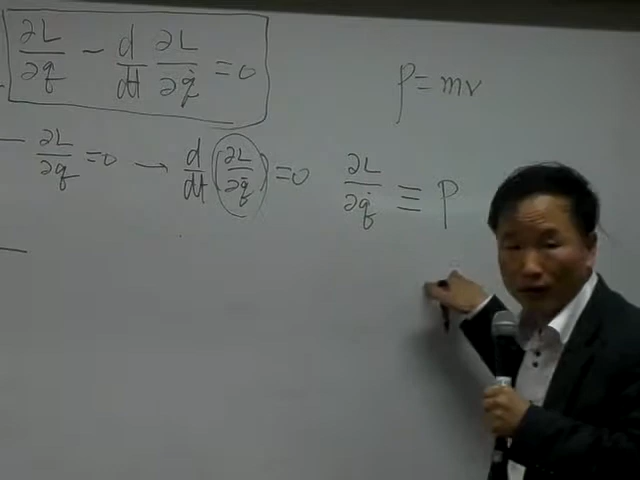 ∂L/∂q − d/dt ∂L/∂q̇ = 0
p = mv
∂L/∂q = 0 → d/dt (∂L/∂q̇) = 0
∂L/∂q̇ ≡ p